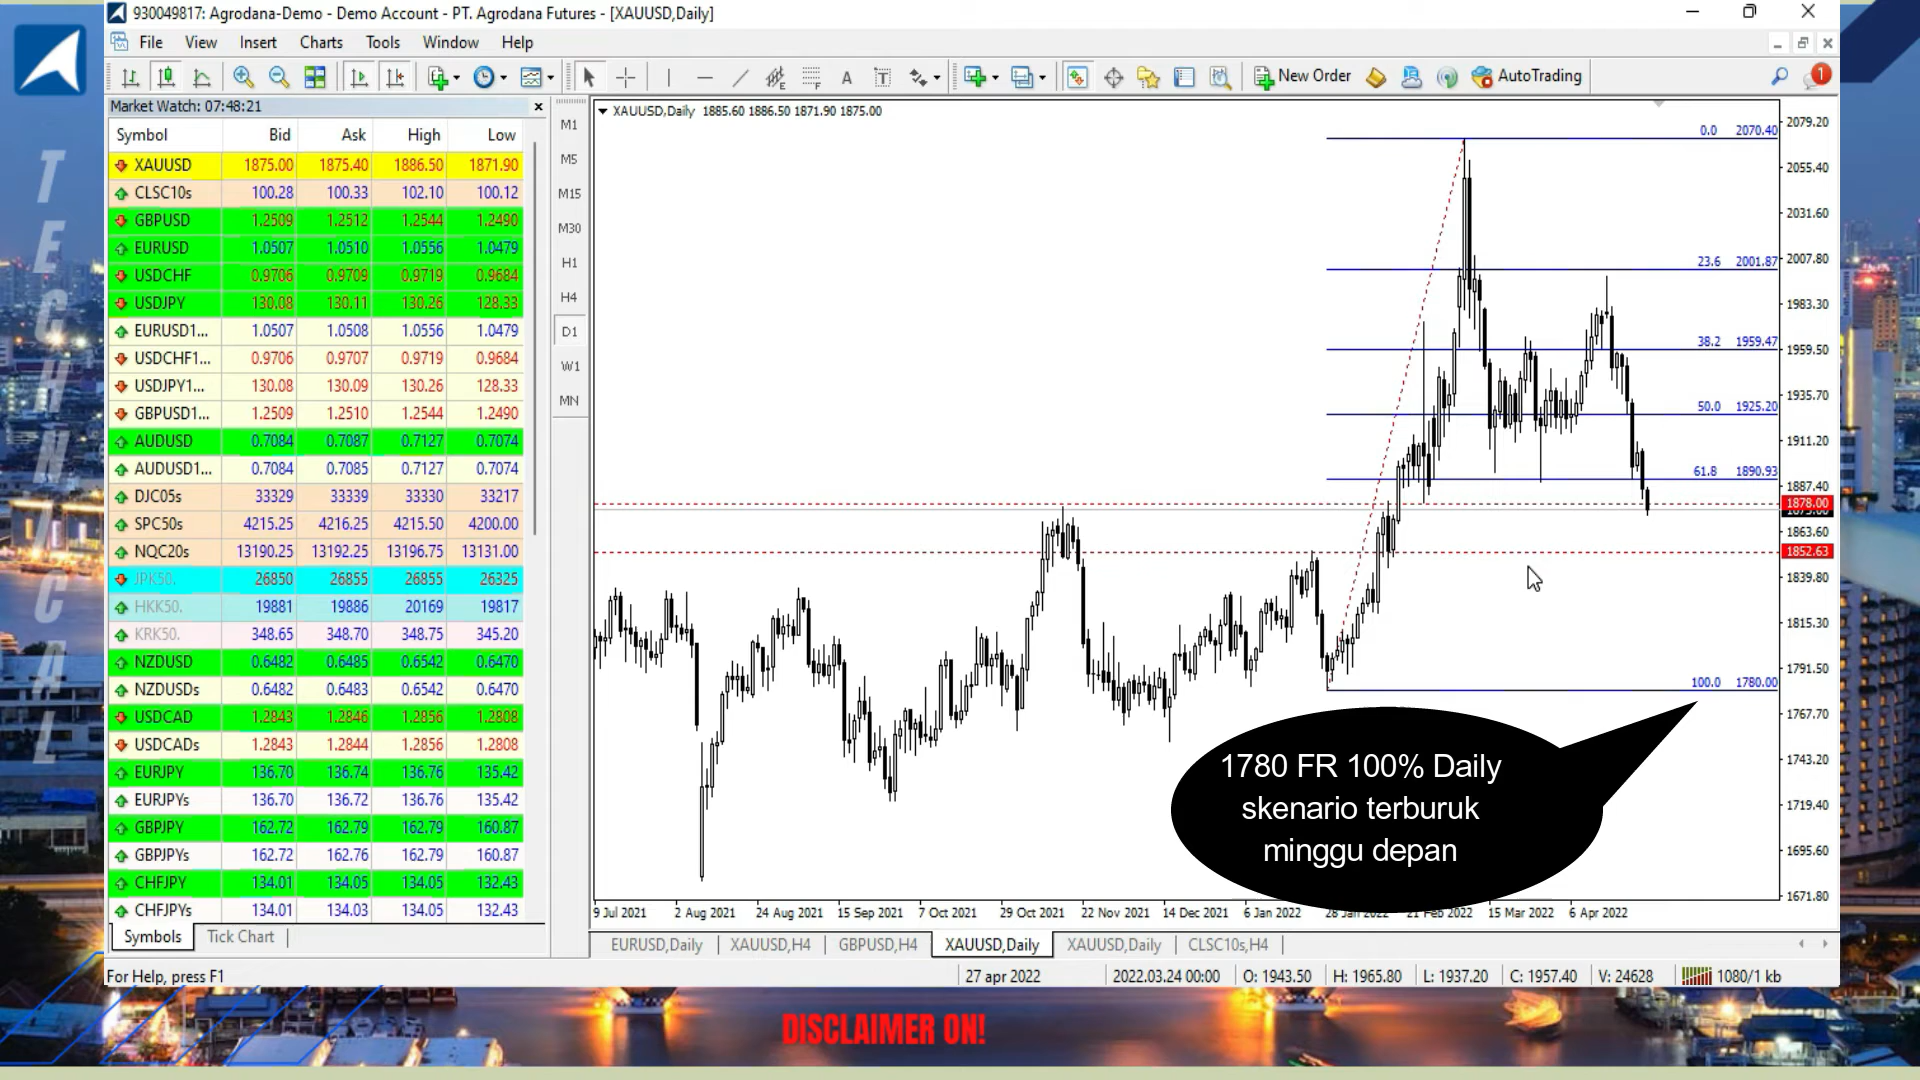 930049817: Agrodana-Demo - Demo Account - PT. Agrodana Futures - [XAUUSD,Daily]
File View Insert Charts Tools Window Help
New Order AutoTrading 1
Market Watch: 07:48:21
Symbol Bid Ask High Low
XAUUSD 1875.00 1875.40 1886.50 1871.90
CLSC10s 100.28 100.33 102.10 100.12
GBPUSD 1.2509 1.2512 1.2544 1.2490
EURUSD 1.0507 1.0510 1.0556 1.0479
USDCHF 0.9706 0.9709 0.9719 0.9684
USDJPY 130.08 130.11 130.26 128.33
EURUSD1... 1.0507 1.0508 1.0556 1.0479
USDCHF1... 0.9706 0.9707 0.9719 0.9684
USDJPY1... 130.08 130.09 130.26 128.33
GBPUSD1... 1.2509 1.2510 1.2544 1.2490
AUDUSD 0.7084 0.7087 0.7127 0.7074
AUDUSD1... 0.7084 0.7085 0.7127 0.7074
DJC05s 33329 33339 33330 33217
SPC50s 4215.25 4216.25 4215.50 4200.00
NQC20s 13190.25 13192.25 13196.75 13131.00
JPK50. 26850 26855 26855 26325
HKK50. 19881 19886 20169 19817
KRK50. 348.65 348.70 348.75 345.20
NZDUSD 0.6482 0.6485 0.6542 0.6470
NZDUSDs 0.6482 0.6483 0.6542 0.6470
USDCAD 1.2843 1.2846 1.2856 1.2808
USDCADs 1.2843 1.2844 1.2856 1.2808
EURJPY 136.70 136.74 136.76 135.42
EURJPYs 136.70 136.72 136.76 135.42
GBPJPY 162.72 162.79 162.79 160.87
GBPJPYs 162.72 162.76 162.79 160.87
CHFJPY 134.01 134.05 134.05 132.43
CHFJPYs 134.01 134.03 134.05 132.43
Symbols Tick Chart
M1
M5
M15
M30
H1
H4
D1
W1
MN
XAUUSD,Daily 1885.60 1886.50 1871.90 1875.00
0.0 2070.40
23.6 2001.87
38.2 1959.47
50.0 1925.20
61.8 1890.93
100.0 1780.00
2079.20
2055.40
2031.60
2007.80
1983.30
1959.50
1935.70
1911.20
1887.40
1878.00
1863.60
1852.63
1839.80
1815.30
1791.50
1767.70
1743.20
1719.40
1695.60
1671.80
1780 FR 100% Daily
skenario terburuk
minggu depan
9 Jul 2021 2 Aug 2021 24 Aug 2021 15 Sep 2021 7 Oct 2021 29 Oct 2021 22 Nov 2021 14 Dec 2021 6 Jan 2022 28 Jan 2022 21 Feb 2022 15 Mar 2022 6 Apr 2022
EURUSD,Daily XAUUSD,H4 GBPUSD,H4 XAUUSD,Daily XAUUSD,Daily CLSC10s,H4
For Help, press F1 27 apr 2022 2022.03.24 00:00 O: 1943.50 H: 1965.80 L: 1937.20 C: 1957.40 V: 24628 1080/1 kb
TECHNICAL
DISCLAIMER ON!